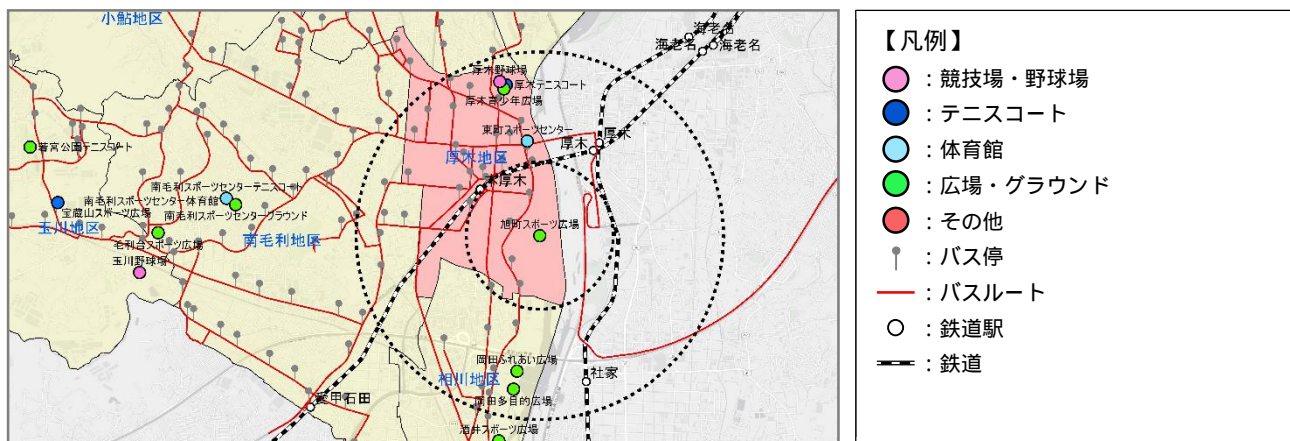 小鮎地区
海老名
海老名
海老名
厚木野球場
厚木テニスコート
厚木青少年広場
東町スポーツセンター
厚木
厚木
若宮公園テニスコート
厚木地区
本厚木
南毛利スポーツセンターテニスコート
南毛利スポーツセンター体育館
宝蔵山スポーツ広場
南毛利スポーツセンターグラウンド
玉川地区
南毛利地区
旭町スポーツ広場
毛利台スポーツ広場
玉川野球場
岡田ふれあい広場
相川地区
社家
岡田多目的広場
愛甲石田
酒井スポーツ広場
【凡例】
：競技場・野球場
：テニスコート
：体育館
：広場・グラウンド
：その他
：バス停
：バスルート
：鉄道駅
：鉄道